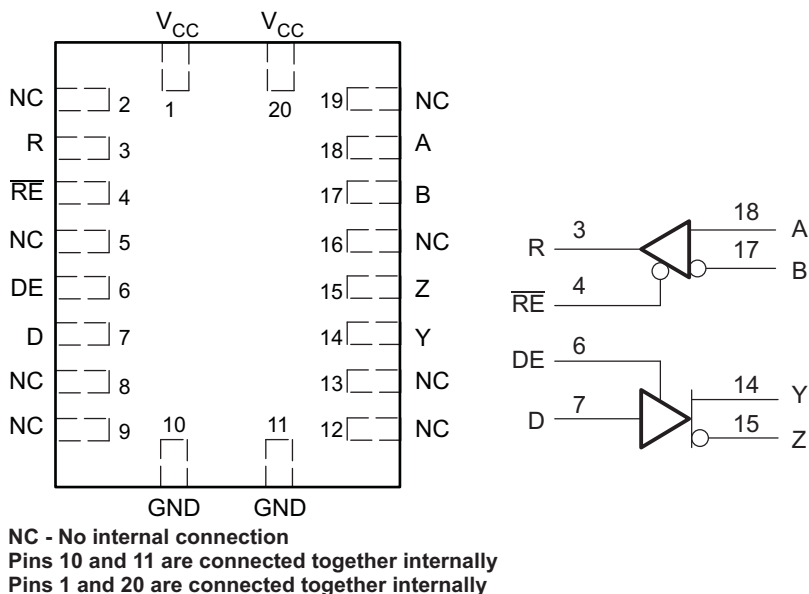 VCC VCC
NC 2 1 20 19 NC
R 3 18 A
RE 4 17 B
NC 5 16 NC
DE 6 15 Z
D 7 14 Y
NC 8 13 NC
NC 9 10 11 12 NC
GND GND
R 3 18 A
17 B
RE 4
DE 6
D 7 14 Y
15 Z
NC - No internal connection
Pins 10 and 11 are connected together internally
Pins 1 and 20 are connected together internally